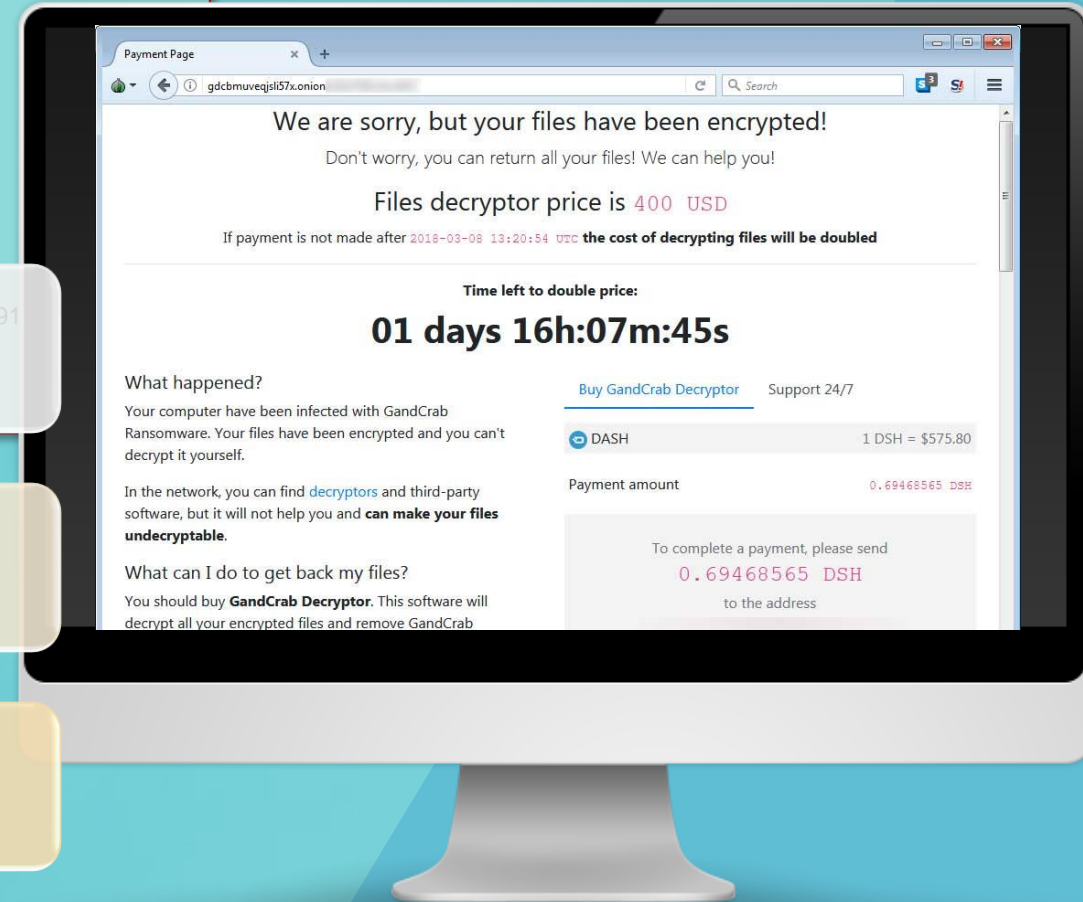 Payment Page
gdcbmuveqjsli57x.onion
Search
3
S
S!
We are sorry, but your files have been encrypted!
Don't worry, you can return all your files! We can help you!
Files decryptor price is 400 USD
If payment is not made after 2018-03-08 13:20:54 UTC the cost of decrypting files will be doubled
Time left to double price:
01 days 16h:07m:45s
What happened?
Your computer have been infected with GandCrab
Ransomware. Your files have been encrypted and you can't
decrypt it yourself.
In the network, you can find decryptors and third-party
software, but it will not help you and can make your files
undecryptable.
What can I do to get back my files?
You should buy GandCrab Decryptor. This software will
decrypt all your encrypted files and remove GandCrab
Buy GandCrab Decryptor Support 24/7
DASH 1 DSH = $575.80
Payment amount 0.69468565 DSH
To complete a payment, please send
0.69468565 DSH
to the address
91